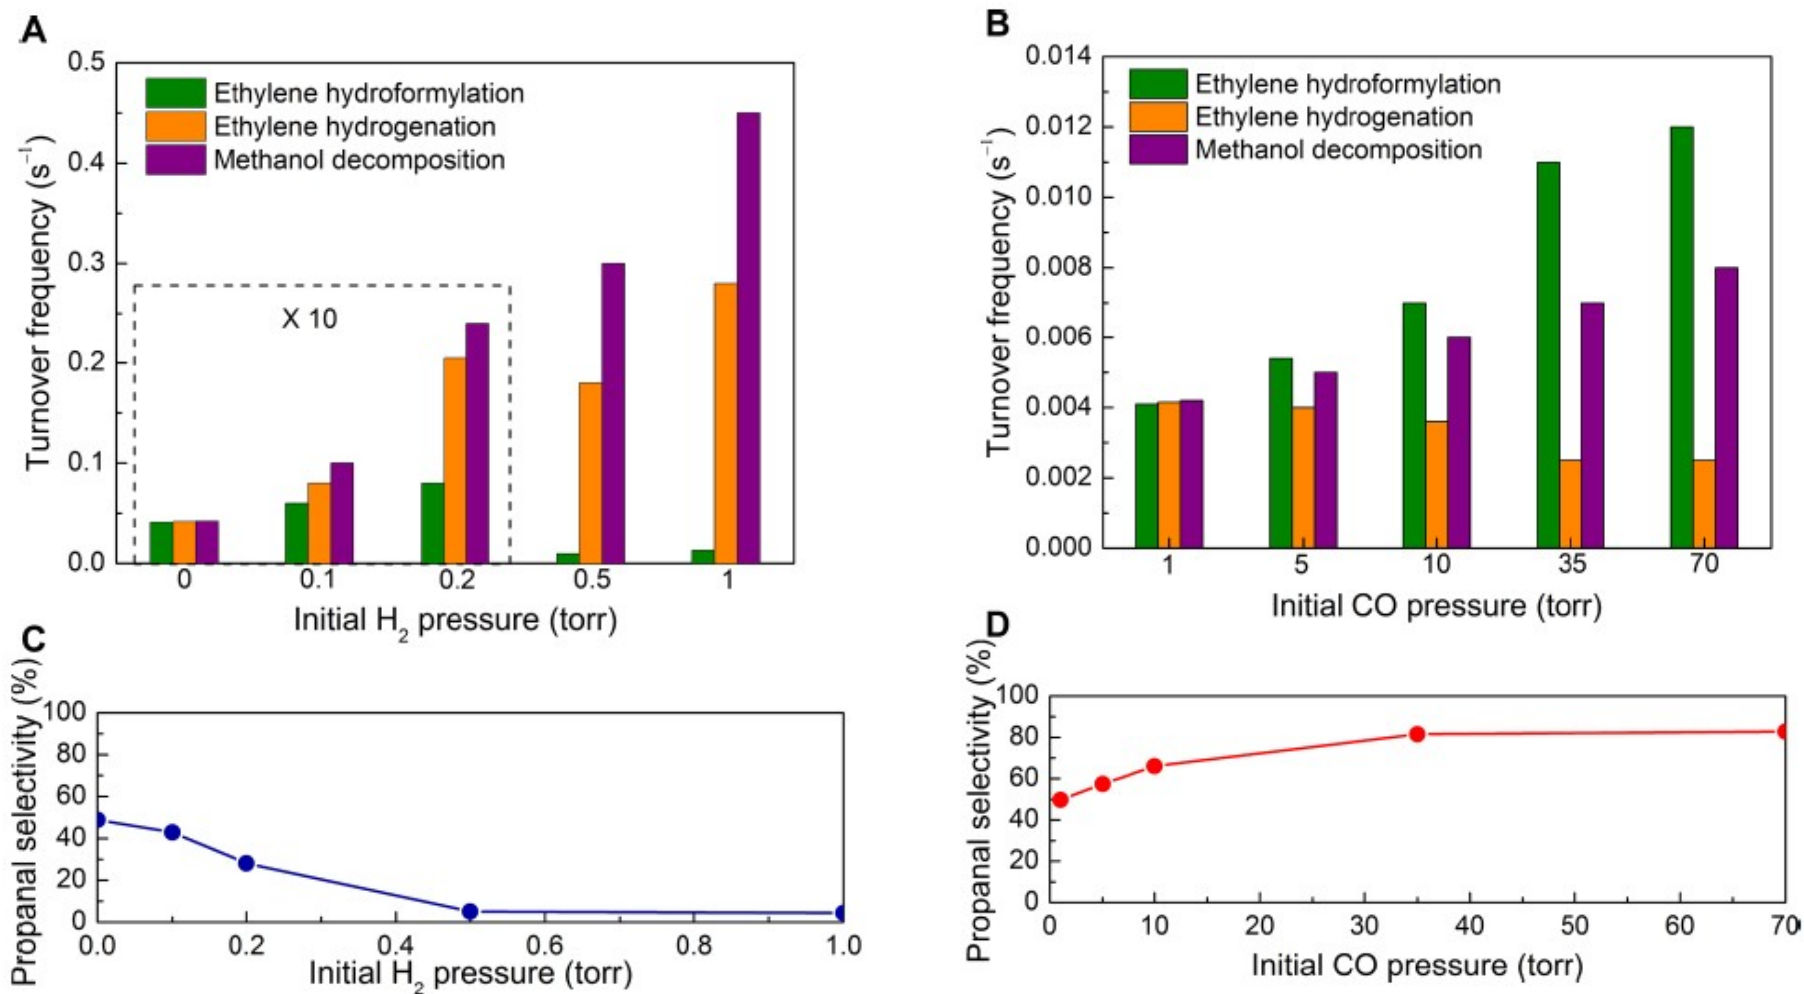 A
0.5
0.4
0.3
0.2
0.1
0.0
Turnover frequency (s⁻¹)
Ethylene hydroformylation
Ethylene hydrogenation
Methanol decomposition
X 10
0 0.1 0.2 0.5 1
Initial H₂ pressure (torr)
B
0.014
0.012
0.010
0.008
0.006
0.004
0.002
0.000
Turnover frequency (s⁻¹)
Ethylene hydroformylation
Ethylene hydrogenation
Methanol decomposition
1 5 10 35 70
Initial CO pressure (torr)
C
Propanal selectivity (%)
100
80
60
40
20
0
0.0 0.2 0.4 0.6 0.8 1.0
Initial H₂ pressure (torr)
D
Propanal selectivity (%)
100
80
60
40
20
0
0 10 20 30 40 50 60 70
Initial CO pressure (torr)